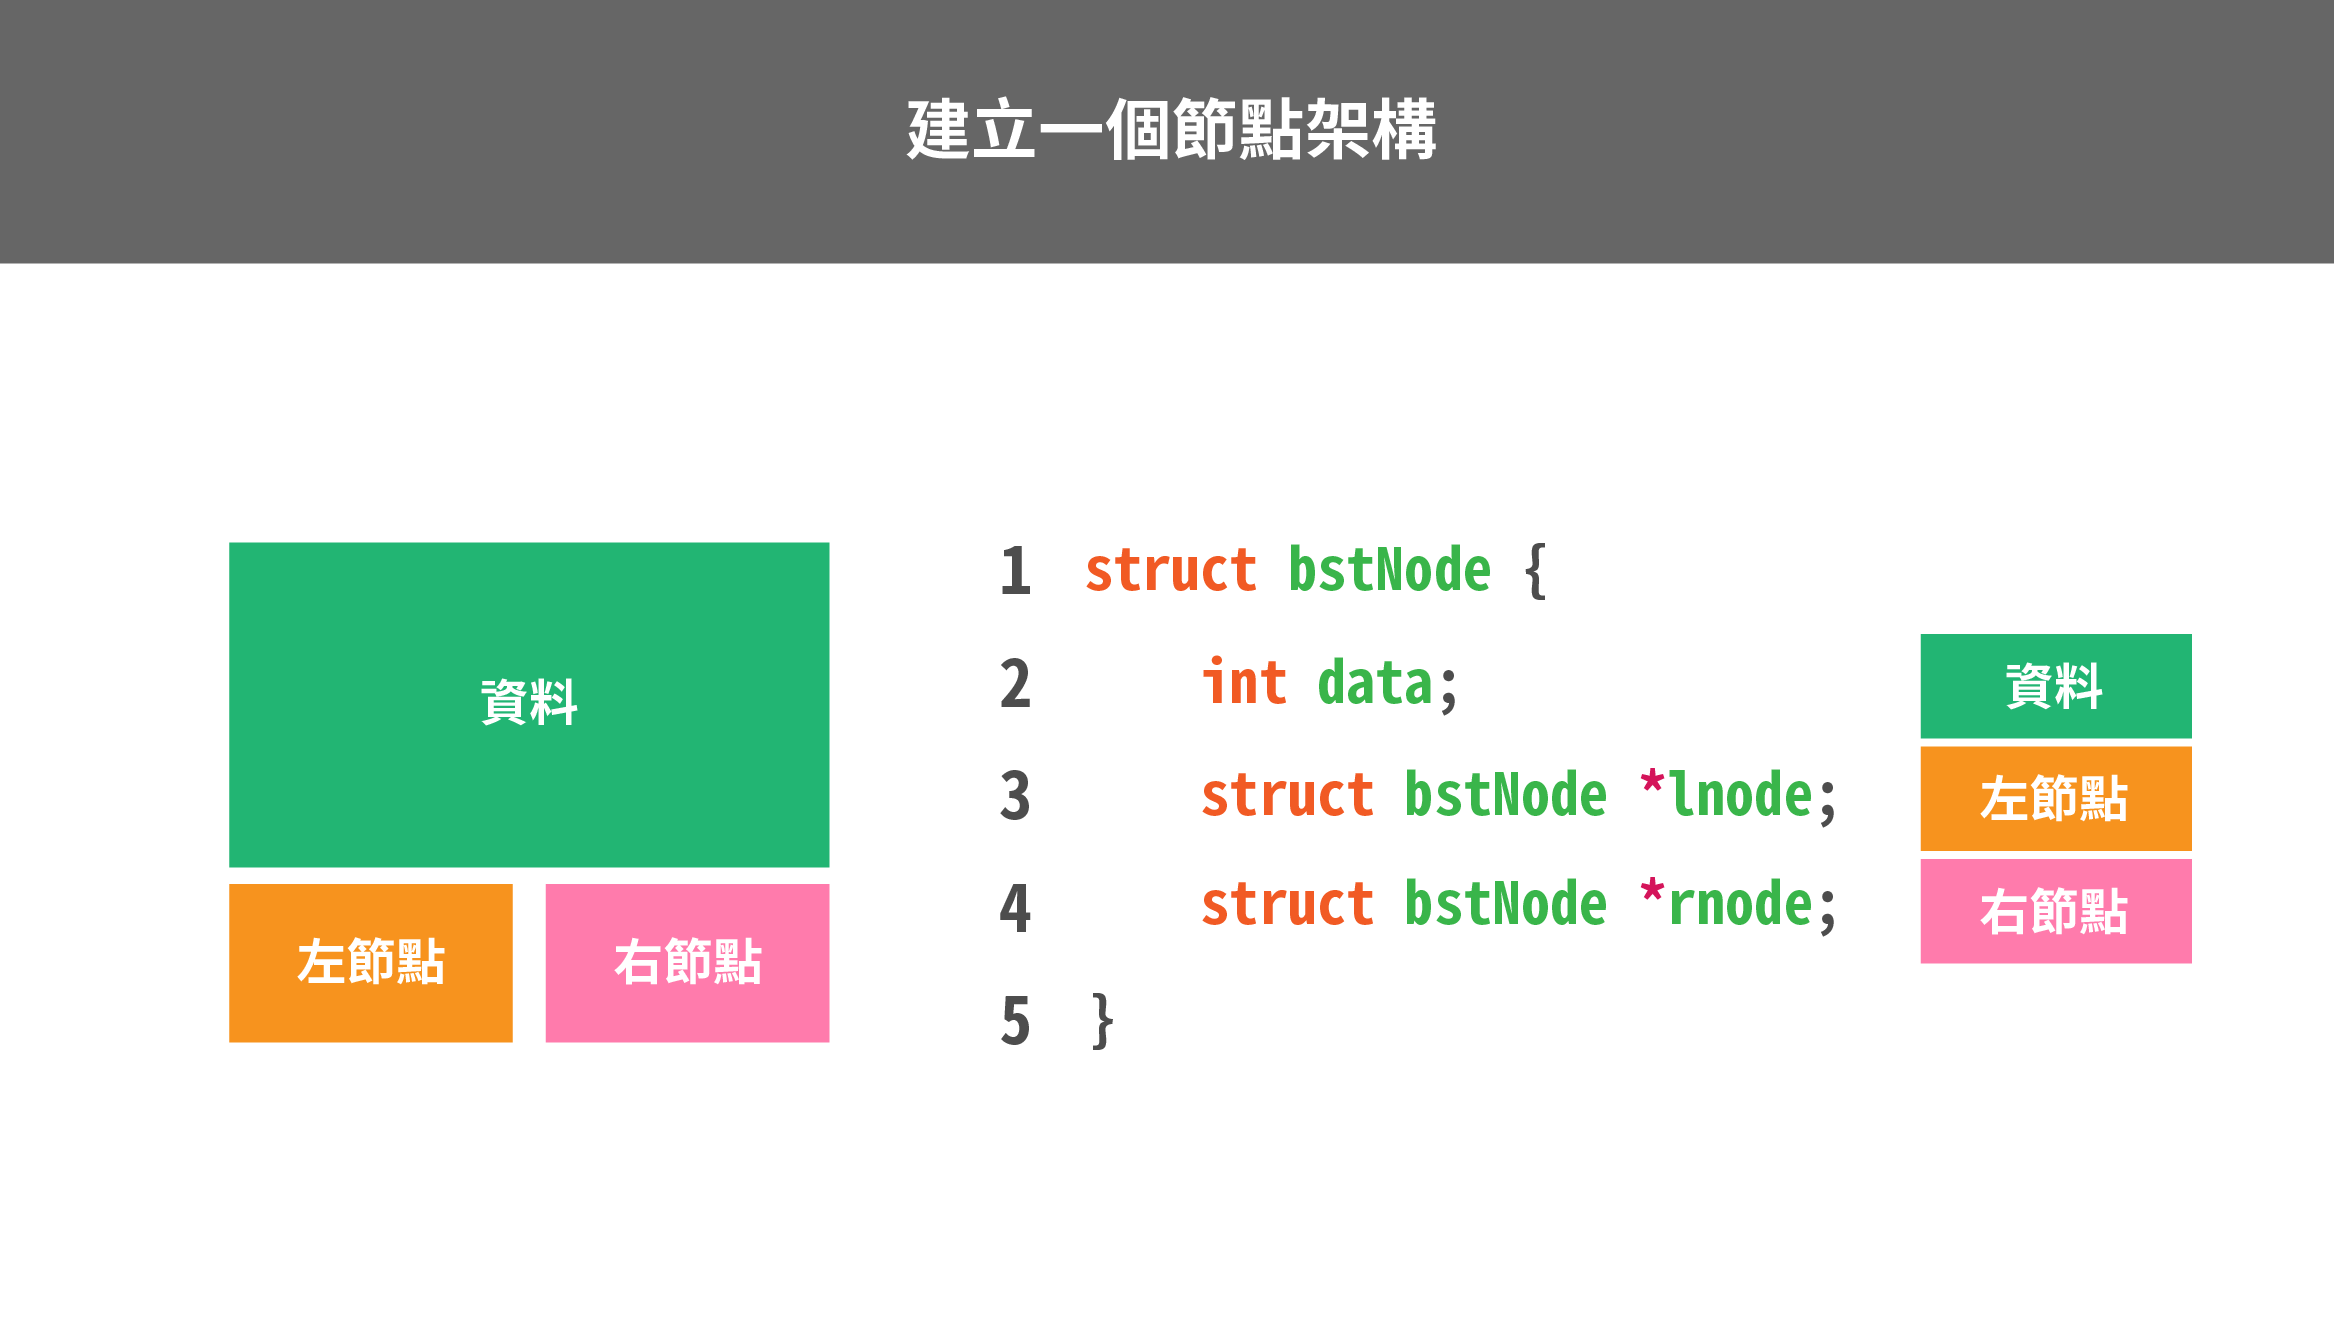 建立一個節點架構
資料
左節點 右節點
1 struct bstNode {
2 int data;
3 struct bstNode *lnode;
4 struct bstNode *rnode;
5 }
資料
左節點
右節點